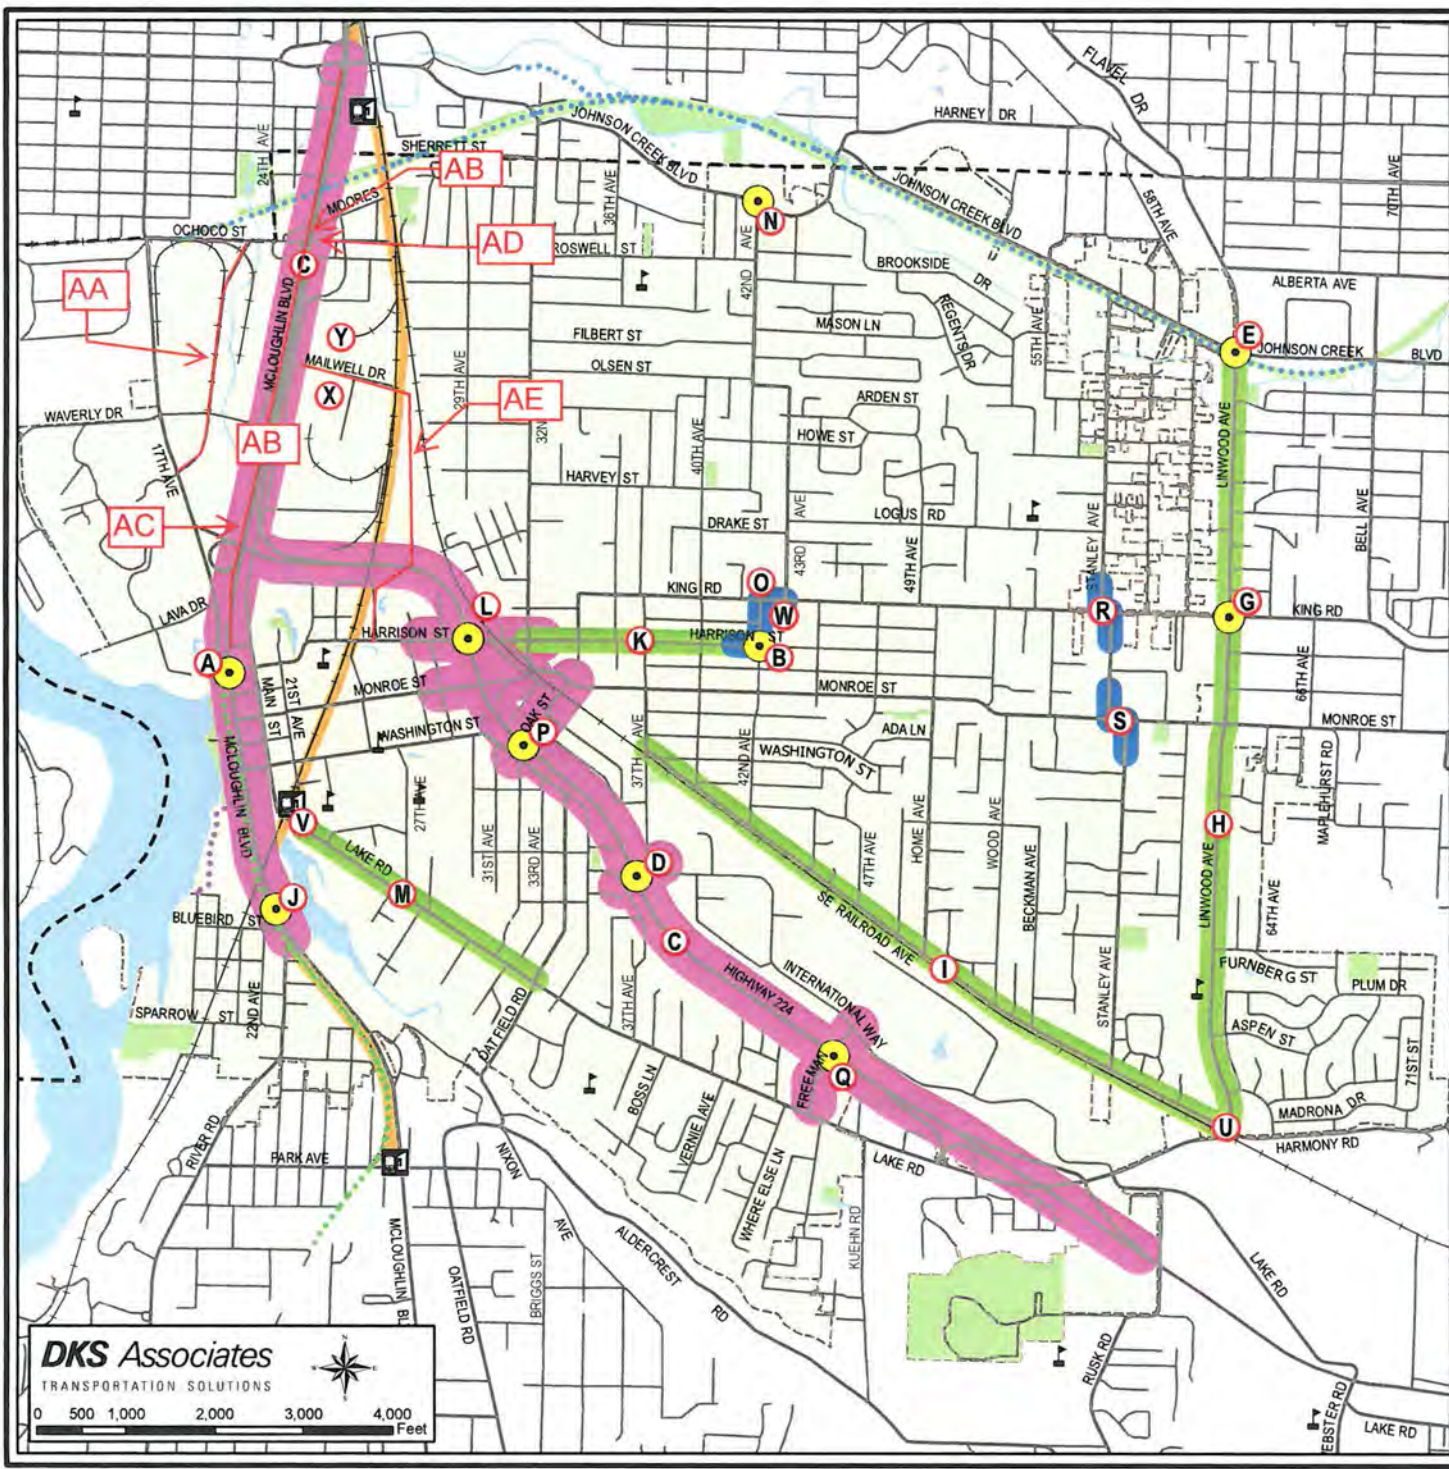 FLAVEL DR
HARNEY DR
JOHNSON CREEK BLVD
SHERRETT ST
24TH AVE
AB
MOORES
36TH AVE
JOHNSON CREEK BLVD
58TH AVE
70TH AVE
N
OCHOCO ST
AD
ROSWELL ST
42ND AVE
BROOKSIDE DR
ALBERTA AVE
C
AA
MCLOUGHLIN BLVD
Y
FILBERT ST
MASON LN
REGENTS DR
55TH AVE
E
JOHNSON CREEK BLVD
MAILWELL DR
OLSEN ST
29TH AVE
X
AE
ARDEN ST
WAVERLY DR
32N
AB
17TH AVE
HOWE ST
40TH AVE
LINWOOD AVE
HARVEY ST
AC
DRAKE ST
43RD AVE
LOGUS RD
49TH AVE
STANLEY AVE
BELL AVE
LAVA DR
L
KING RD
O
W
R
G
KING RD
HARRISON ST
K
HARRISON ST
B
A
MAIN ST
21ST AVE
MONROE ST
MONROE ST
66TH AVE
WASHINGTON ST
OAK ST
P
37TH AVE
42ND AVE
WASHINGTON ST
ADA LN
S
MONROE ST
MAPLEHURST RD
MCLOUGHLIN BLVD
V
27TH AVE
31ST AVE
33RD AVE
LAKE RD
M
D
47TH AVE
HOME AVE
WOOD AVE
BECKMAN AVE
H
LINWOOD AVE
64TH AVE
J
BLUEBIRD ST
C
SE RAILROAD AVE
I
STANLEY AVE
FURNBERG ST
PLUM DR
HIGHWAY 224
INTERNATIONAL WAY
SPARROW ST
22ND AVE
OATFIELD RD
37TH AVE
ASPEN ST
71ST ST
FREEMAN
Q
BOSS LN
VERNIE AVE
MADRONA DR
U
HARMONY RD
RIVER RD
PARK AVE
NIXON AVE
WHERE ELSE LN
LAKE RD
KUEHN RD
MCLOUGHLIN BL
OATFIELD RD
BRIGGS ST
ALDERCREST RD
LAKE RD
RUSK RD
WEBSTER RD
LAKE RD
DKS Associates
TRANSPORTATION SOLUTIONS
0 500 1,000 2,000 3,000 4,000
Feet